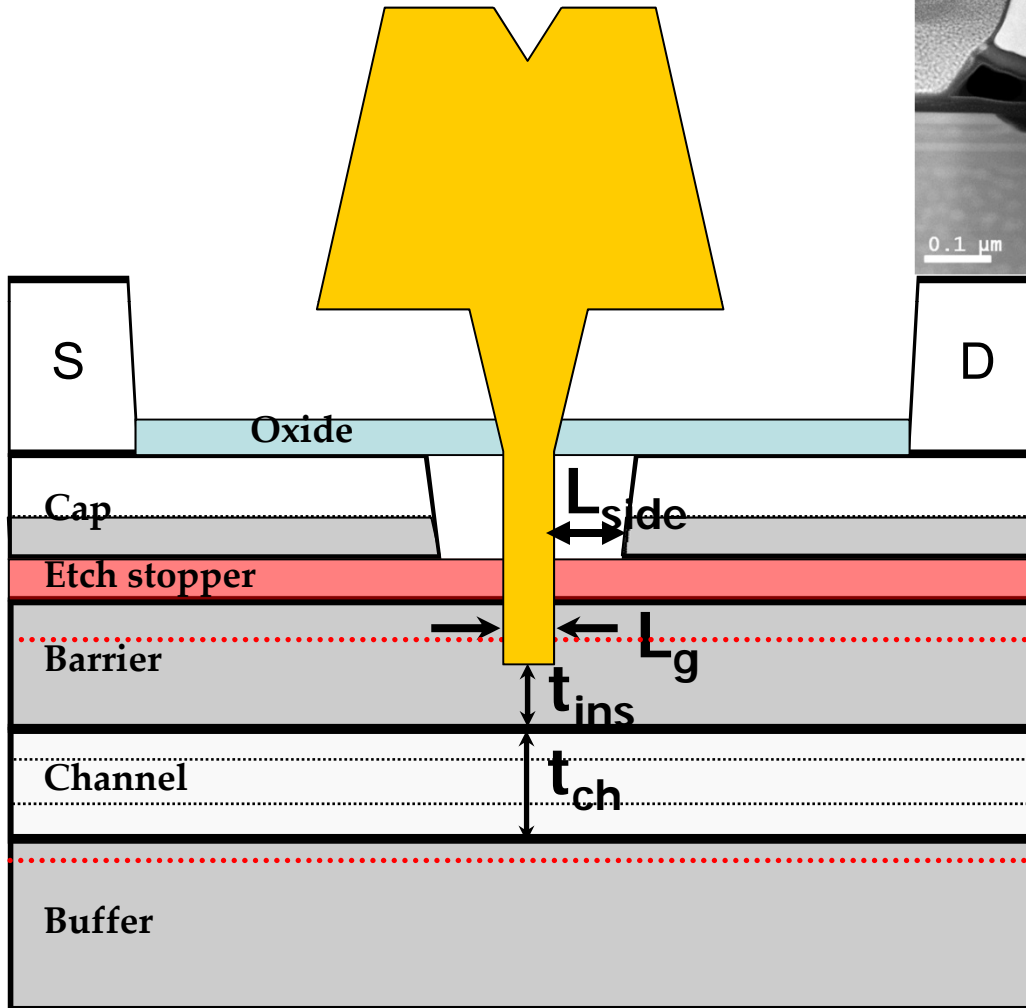 0.1 µm
S
D
Oxide
Cap
Lside
Etch stopper
Lg
Barrier
tins
Channel
tch
Buffer